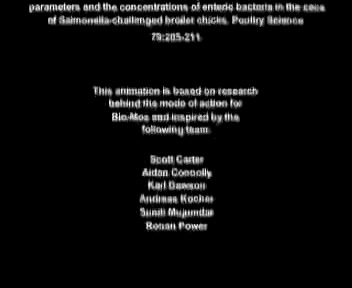 parameters and the concentrations of enteric bacteria in the ceca
of Salmonella-challenged broiler chicks. Poultry Science
79:205-211
This animation is based on research
behind the mode of action for
Bio-Mos and inspired by the
following team:
Scott Carter
Aidan Connolly
Karl Dawson
Andreas Kocher
Sunil Mujumdar
Ronan Power